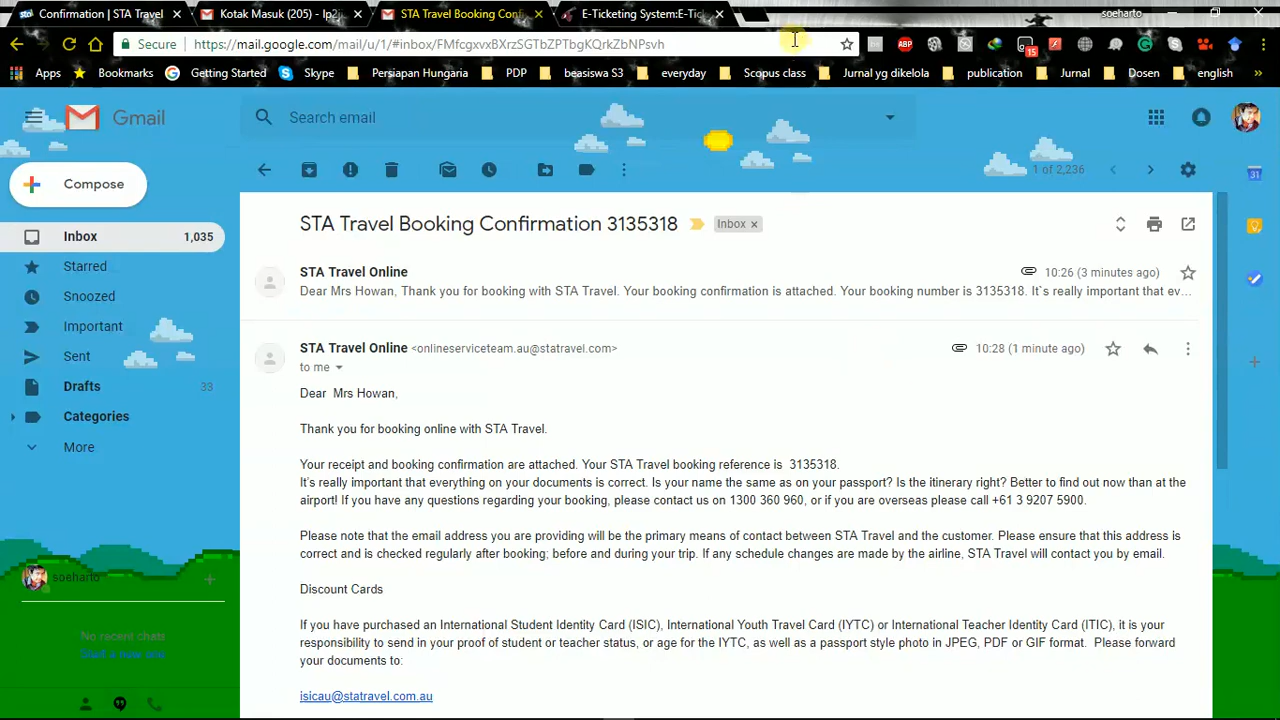 Confirmation | STA Travel
Kotak Masuk (205) - lp2i
STA Travel Booking Conf
E-Ticketing System:E-Tick
soeharto
Secure
https://mail.google.com/mail/u/1/#inbox/FMfcgxvxBXrzSGTbZPTbgKQrkZbNPsvh
ABP
15
Apps
Bookmarks
Getting Started
Skype
Persiapan Hungaria
PDP
beasiswa S3
everyday
Scopus class
Jurnal yg dikelola
publication
Jurnal
Dosen
english
»
Gmail
Search email
Compose
1 of 2,236
31
Inbox 1,035
Starred
Snoozed
Important
Sent
Drafts 33
Categories
More
soeharto
No recent chats
Start a new one
STA Travel Booking Confirmation 3135318
Inbox x
STA Travel Online
10:26 (3 minutes ago)
Dear Mrs Howan, Thank you for booking with STA Travel. Your booking confirmation is attached. Your booking number is 3135318. It`s really important that ev...
STA Travel Online <onlineserviceteam.au@statravel.com>
10:28 (1 minute ago)
to me
Dear Mrs Howan,
Thank you for booking online with STA Travel.
Your receipt and booking confirmation are attached. Your STA Travel booking reference is 3135318.
It's really important that everything on your documents is correct. Is your name the same as on your passport? Is the itinerary right? Better to find out now than at the
airport! If you have any questions regarding your booking, please contact us on 1300 360 960, or if you are overseas please call +61 3 9207 5900.
Please note that the email address you are providing will be the primary means of contact between STA Travel and the customer. Please ensure that this address is
correct and is checked regularly after booking; before and during your trip. If any schedule changes are made by the airline, STA Travel will contact you by email.
Discount Cards
If you have purchased an International Student Identity Card (ISIC), International Youth Travel Card (IYTC) or International Teacher Identity Card (ITIC), it is your
responsibility to send in your proof of student or teacher status, or age for the IYTC, as well as a passport style photo in JPEG, PDF or GIF format. Please forward
your documents to:
isicau@statravel.com.au